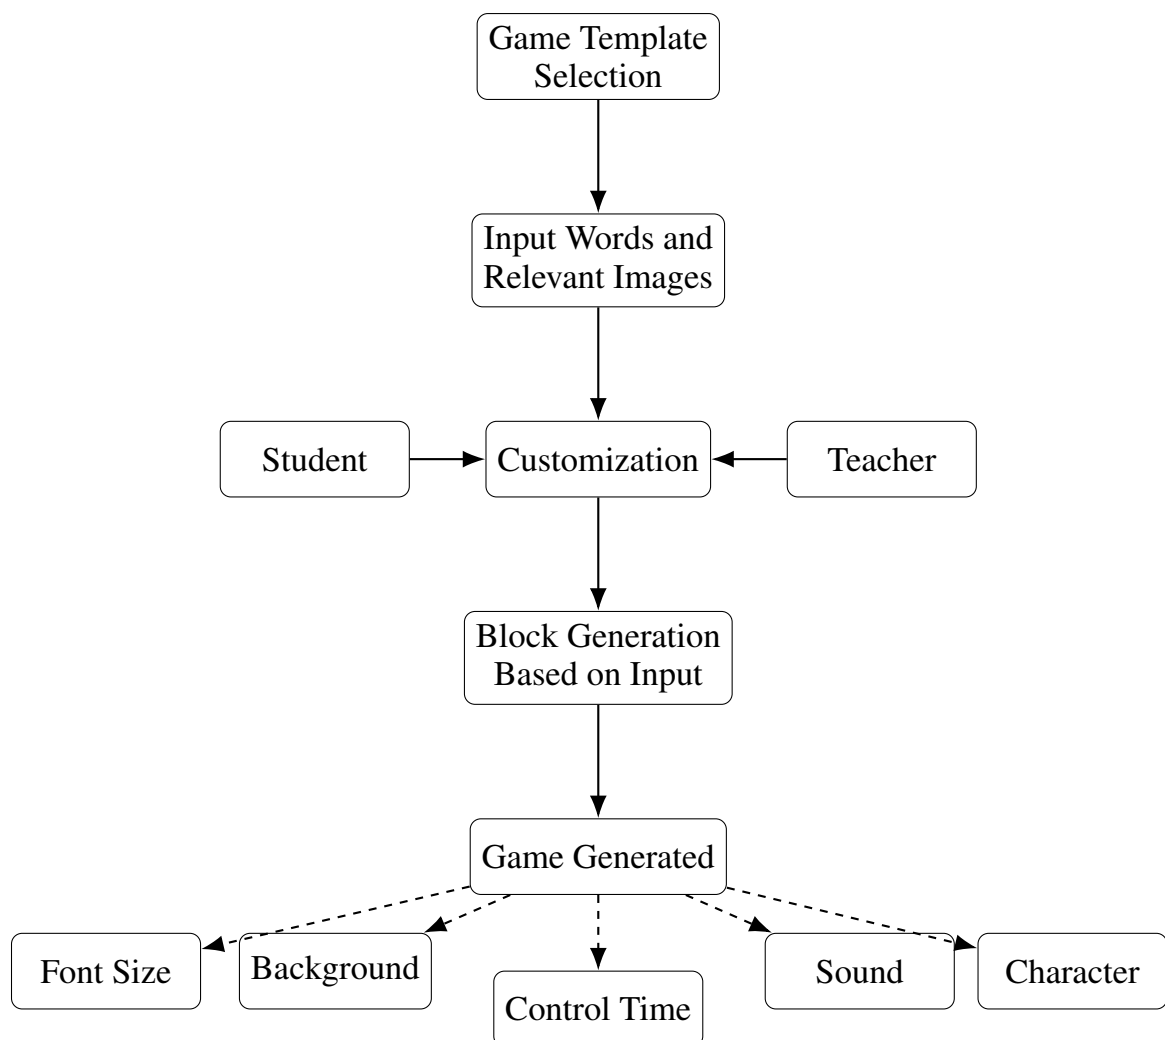 Game Template
Selection
Input Words and
Relevant Images
Student
Customization
Teacher
Block Generation
Based on Input
Game Generated
Font Size
Background
Control Time
Sound
Character